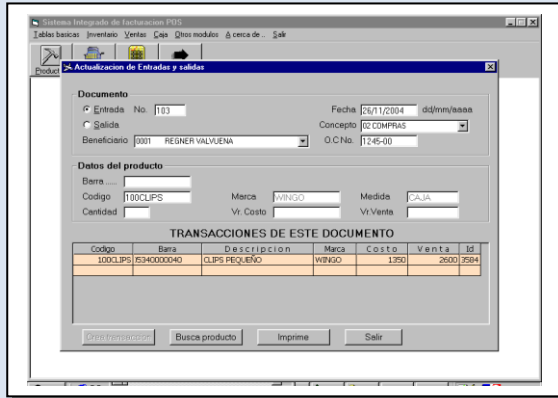 Sistema Integrado de facturacion POS
Tablas basicas Inventario Ventas Caja Otros modulos A cerca de .. Salir
Product
Actualizacion de Entradas y salidas
Documento
Entrada No. 103 Fecha 26/11/2004 dd/mm/aaaa
Salida Concepto 02 COMPRAS
Beneficiario 0001 REGNER VALVUENA O.C No. 1245-00
Datos del producto
Barra .....
Codigo 100CLIPS Marca WINGO Medida CAJA
Cantidad Vr. Costo Vr.Venta
TRANSACCIONES DE ESTE DOCUMENTO
Codigo Barra Descripcion Marca Costo Venta Id
100CLIPS 15340000040 CLIPS PEQUEÑO WINGO 1350 2600 3584
Crea transaccion Busca producto Imprime Salir